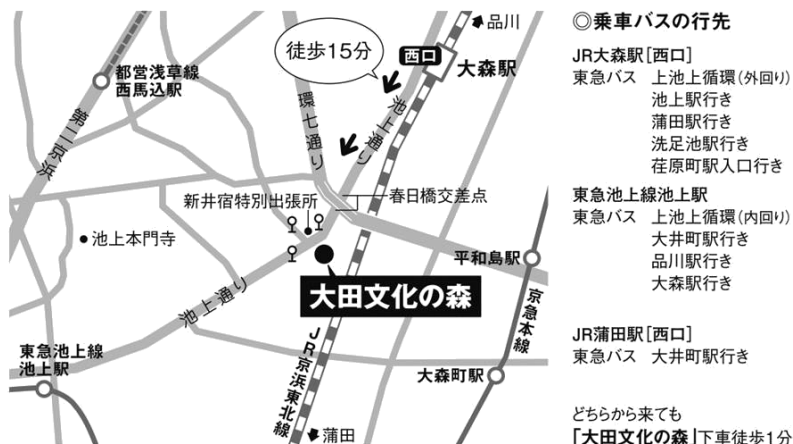 品川
徒歩15分
西口
大森駅
都営浅草線
西馬込駅
第二京浜
環七通り
池上通り
新井宿特別出張所
春日橋交差点
池上本門寺
平和島駅
大田文化の森
池上通り
京急本線
JR京浜東北線
東急池上線
池上駅
大森町駅
蒲田
◎乗車バスの行先
JR大森駅［西口］
東急バス 上池上循環（外回り）
池上駅行き
蒲田駅行き
洗足池駅行き
荏原町駅入口行き
東急池上線池上駅
東急バス 上池上循環（内回り）
大井町駅行き
品川駅行き
大森駅行き
JR蒲田駅［西口］
東急バス 大井町駅行き
どちらから来ても
「大田文化の森」下車徒歩1分